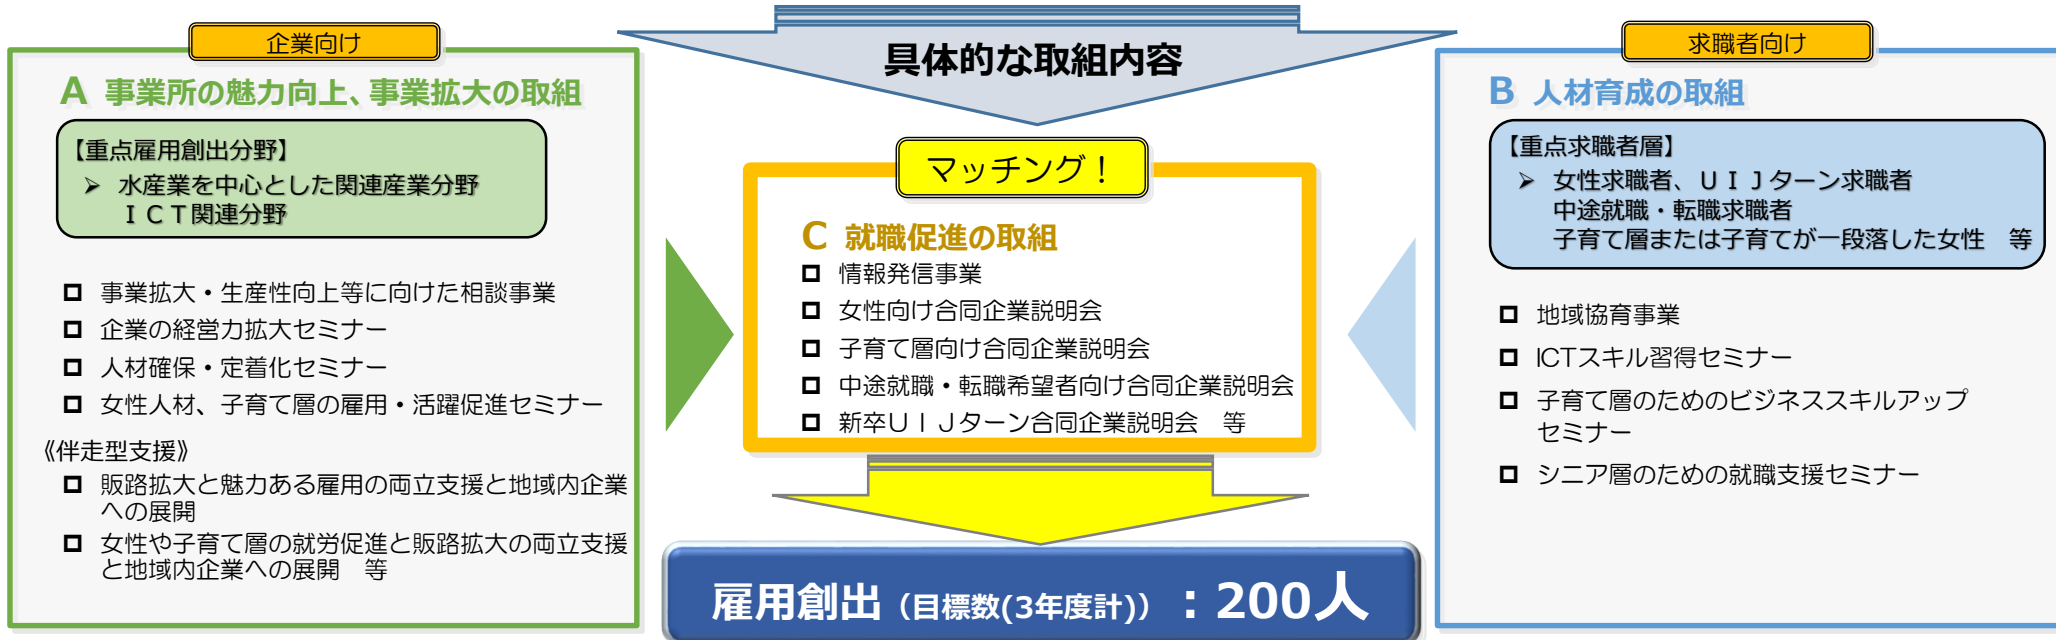 具体的な取組内容
企業向け
A 事業所の魅力向上、事業拡大の取組
【重点雇用創出分野】
➢ 水産業を中心とした関連産業分野
ＩＣＴ関連分野
事業拡大・生産性向上等に向けた相談事業
企業の経営力拡大セミナー
人材確保・定着化セミナー
女性人材、子育て層の雇用・活躍促進セミナー
《伴走型支援》
販路拡大と魅力ある雇用の両立支援と地域内企業
への展開
女性や子育て層の就労促進と販路拡大の両立支援
と地域内企業への展開　等
マッチング！
C 就職促進の取組
情報発信事業
女性向け合同企業説明会
子育て層向け合同企業説明会
中途就職・転職希望者向け合同企業説明会
新卒ＵＩＪターン合同企業説明会　等
求職者向け
B 人材育成の取組
【重点求職者層】
➢ 女性求職者、ＵＩＪターン求職者
中途就職・転職求職者
子育て層または子育てが一段落した女性　等
地域協育事業
ICTスキル習得セミナー
子育て層のためのビジネススキルアップ
セミナー
シニア層のための就職支援セミナー
雇用創出（目標数(3年度計)）：200人